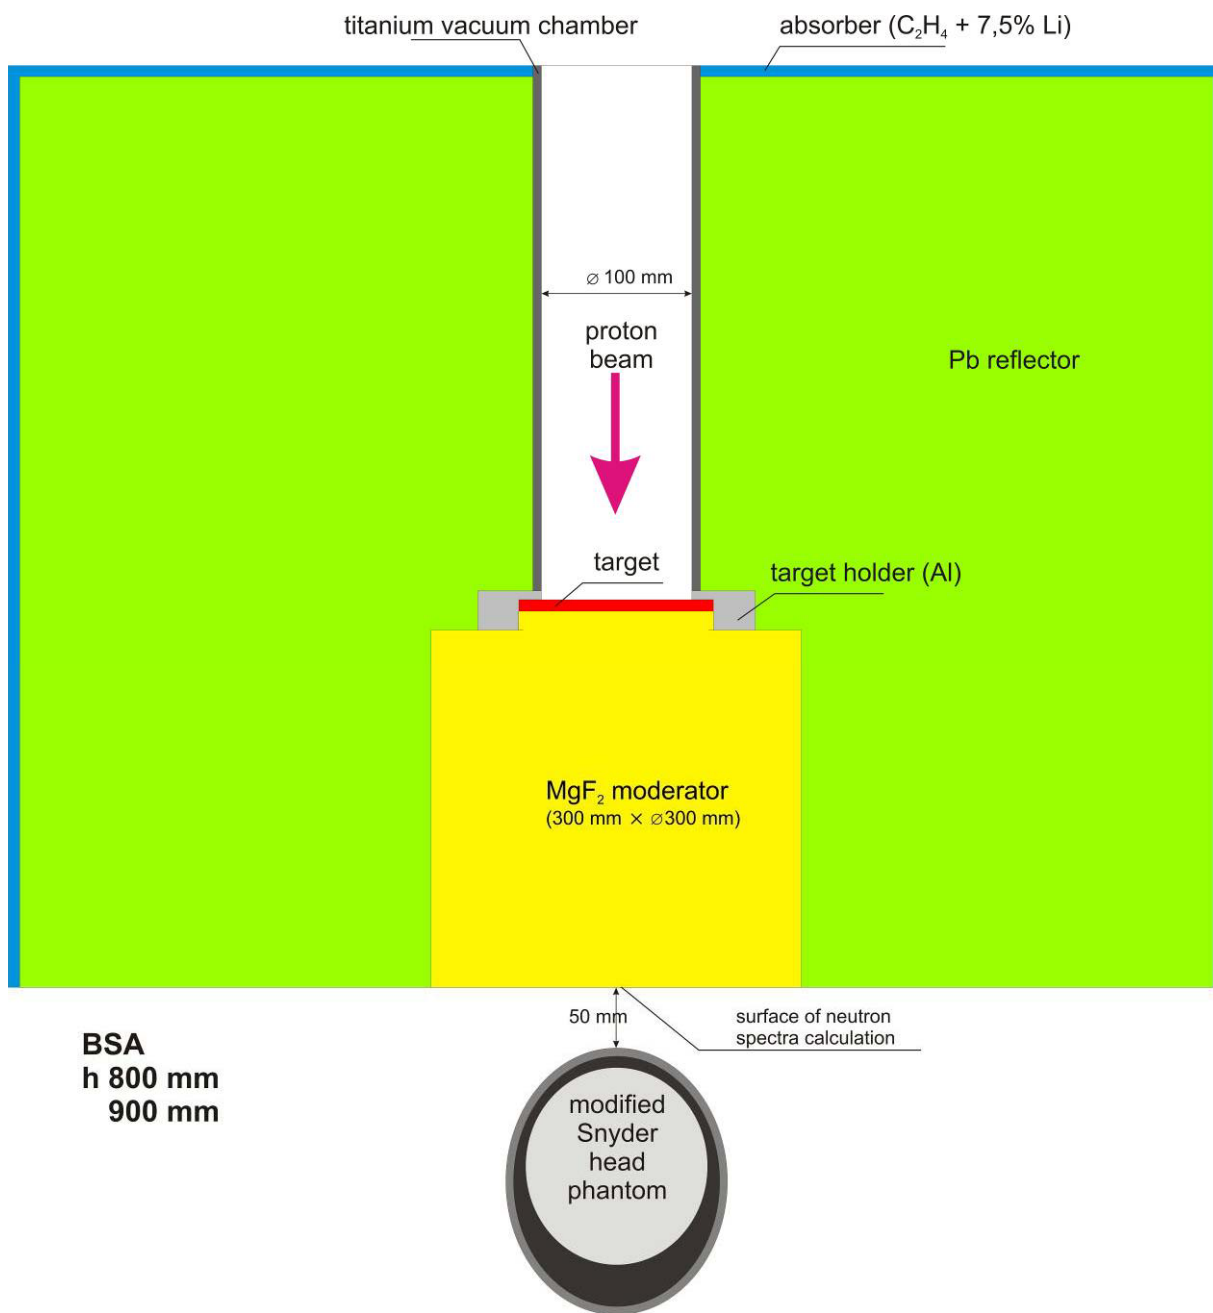 titanium vacuum chamber
absorber (C₂H₄ + 7,5% Li)
⌀ 100 mm
proton
beam
Pb reflector
target
target holder (Al)
MgF₂ moderator
(300 mm × ⌀300 mm)
50 mm
surface of neutron
spectra calculation
BSA
h 800 mm
900 mm
modified
Snyder
head
phantom